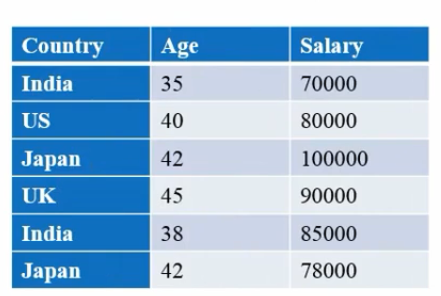 Country Age Salary
India 35 70000
US 40 80000
Japan 42 100000
UK 45 90000
India 38 85000
Japan 42 78000